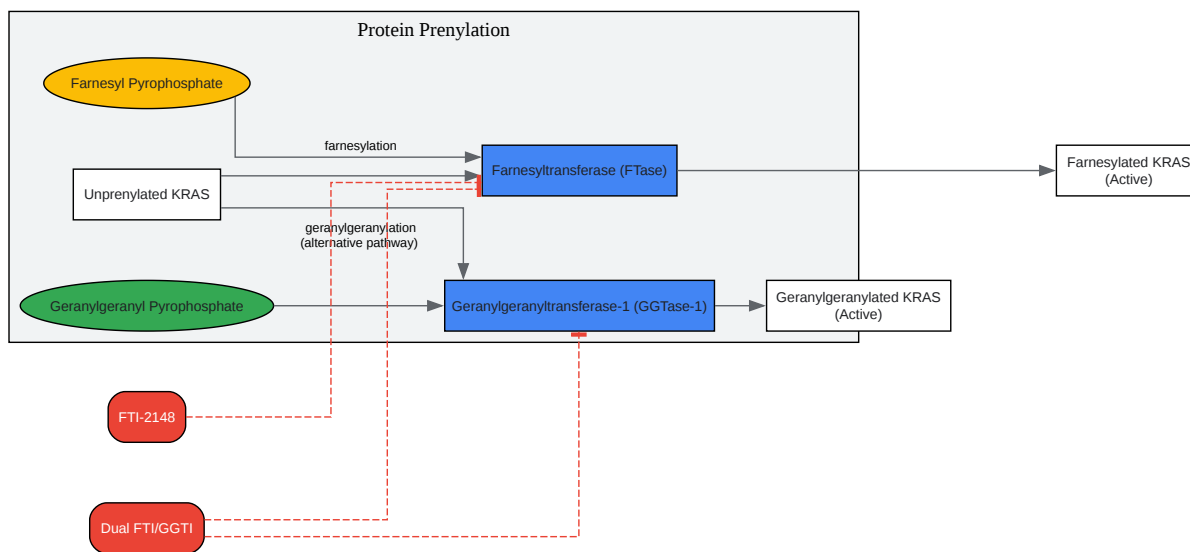 Protein Prenylation
Farnesyl Pyrophosphate
farnesylation
Farnesyltransferase (FTase)
Farnesylated KRAS
(Active)
Unprenylated KRAS
geranylgeranylation
(alternative pathway)
Geranylgeranyl Pyrophosphate
Geranylgeranyltransferase-1 (GGTase-1)
Geranylgeranylated KRAS
(Active)
FTI-2148
Dual FTI/GGTI